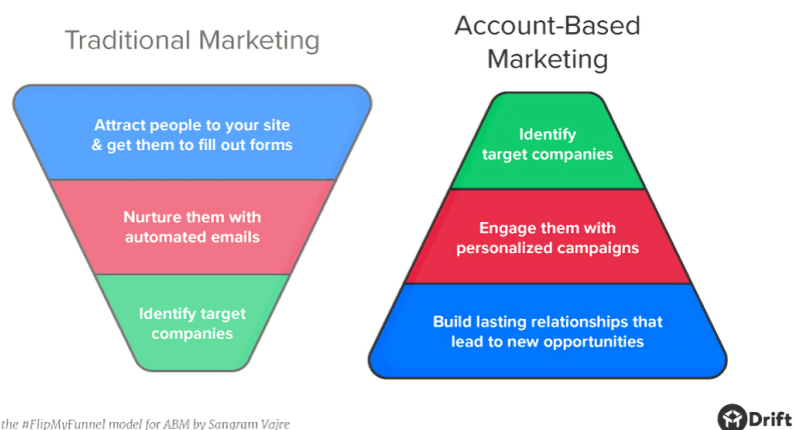 Traditional Marketing
Attract people to your site
& get them to fill out forms
Nurture them with
automated emails
Identify target
companies
Account-Based
Marketing
Identify
target companies
Engage them with
personalized campaigns
Build lasting relationships that
lead to new opportunities
the #FlipMyFunnel model for ABM by Sangram Vajre
Drift